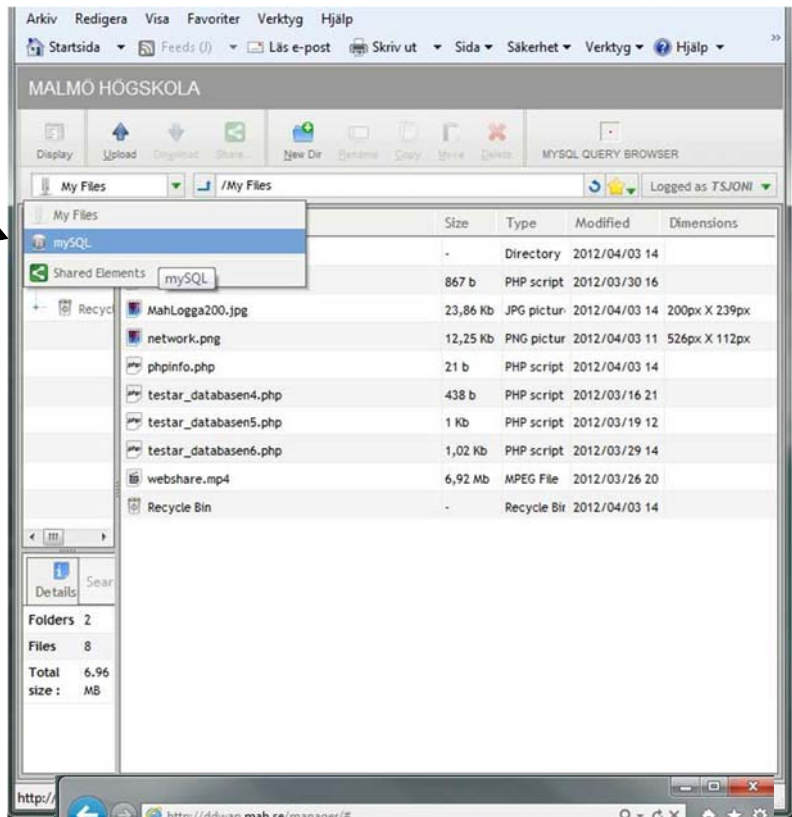 Arkiv Redigera Visa Favoriter Verktyg Hjälp
Startsida Feeds (J) Läs e-post Skriv ut Sida Säkerhet Verktyg Hjälp »
MALMÖ HÖGSKOLA
Display Upload Download Share... New Dir Rename Copy Move Delete MYSQL QUERY BROWSER
My Files /My Files Logged as TSJONI
My Files
mySQL
Shared Elements
mySQL
Size Type Modified Dimensions
- Directory 2012/04/03 14
867 b PHP script 2012/03/30 16
Recycl
MahLogga200.jpg 23,86 Kb JPG pictur 2012/04/03 14 200px X 239px
network.png 12,25 Kb PNG pictur 2012/04/03 11 526px X 112px
phpinfo.php 21 b PHP script 2012/04/03 14
testar_databasen4.php 438 b PHP script 2012/03/16 21
testar_databasen5.php 1 Kb PHP script 2012/03/19 12
testar_databasen6.php 1,02 Kb PHP script 2012/03/29 14
webshare.mp4 6,92 Mb MPEG File 2012/03/26 20
Recycle Bin - Recycle Bir 2012/04/03 14
Details Sear
Folders 2
Files 8
Total size : 6.96 MB
http://
http://ddwap.mah.se/manager/#